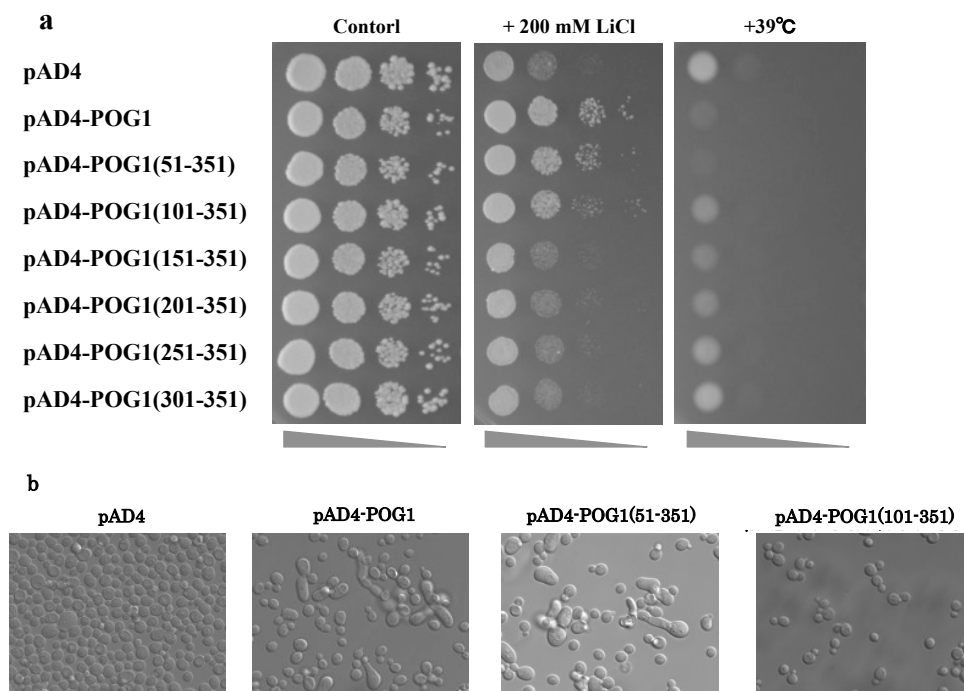 a
Contorl
+ 200 mM LiCl
+39℃
pAD4
pAD4-POG1
pAD4-POG1(51-351)
pAD4-POG1(101-351)
pAD4-POG1(151-351)
pAD4-POG1(201-351)
pAD4-POG1(251-351)
pAD4-POG1(301-351)
b
pAD4
pAD4-POG1
pAD4-POG1(51-351)
pAD4-POG1(101-351)